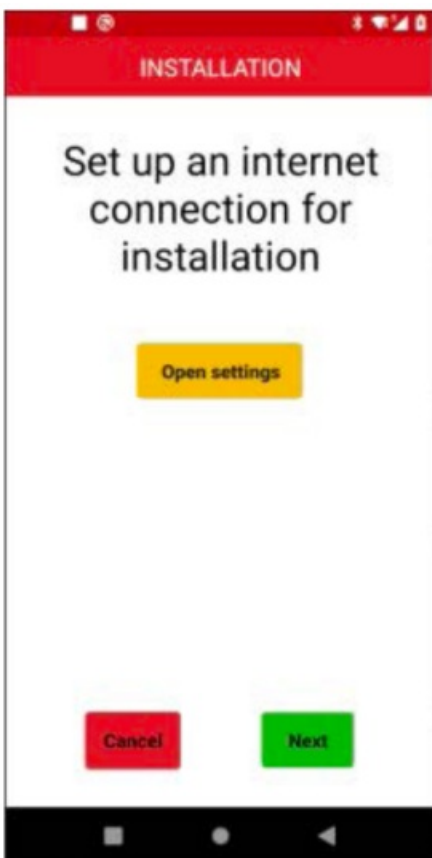 INSTALLATION
Set up an internet
connection for
installation
Open settings
Cancel
Next